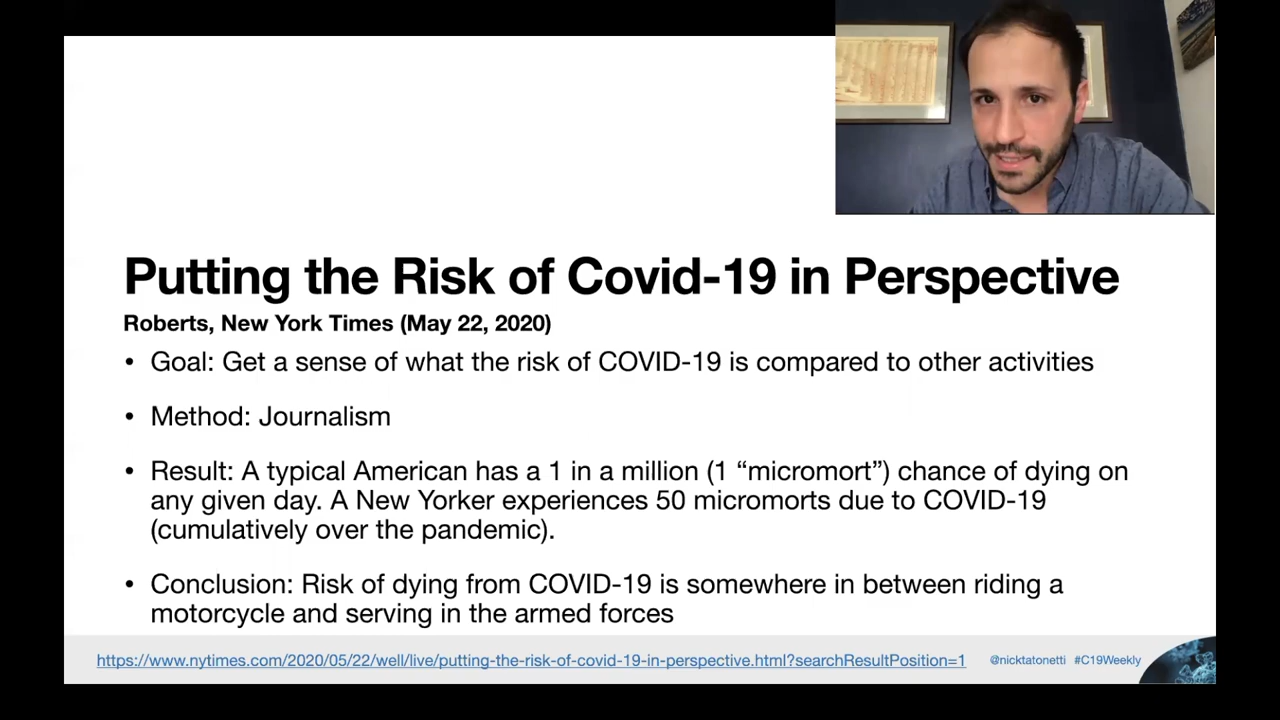 Putting the Risk of Covid-19 in Perspective
Roberts, New York Times (May 22, 2020)
• Goal: Get a sense of what the risk of COVID-19 is compared to other activities
• Method: Journalism
• Result: A typical American has a 1 in a million (1 “micromort”) chance of dying on
any given day. A New Yorker experiences 50 micromorts due to COVID-19
(cumulatively over the pandemic).
• Conclusion: Risk of dying from COVID-19 is somewhere in between riding a
motorcycle and serving in the armed forces
https://www.nytimes.com/2020/05/22/well/live/putting-the-risk-of-covid-19-in-perspective.html?searchResultPosition=1 @nicktatonetti #C19Weekly